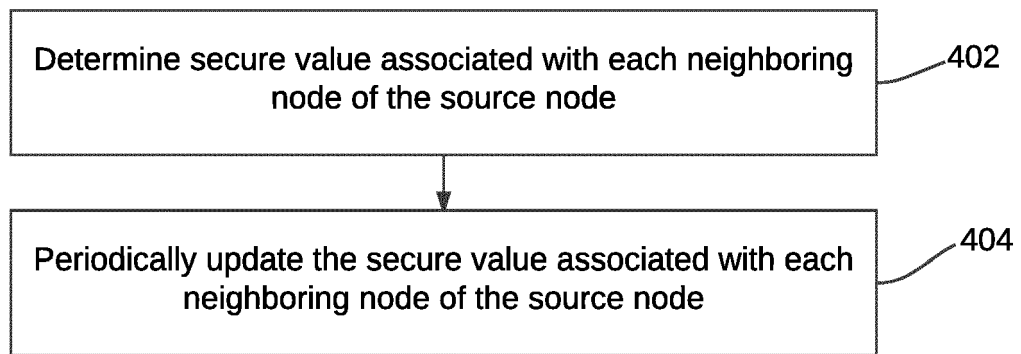 Determine secure value associated with each neighboring
node of the source node
402
Periodically update the secure value associated with each
neighboring node of the source node
404